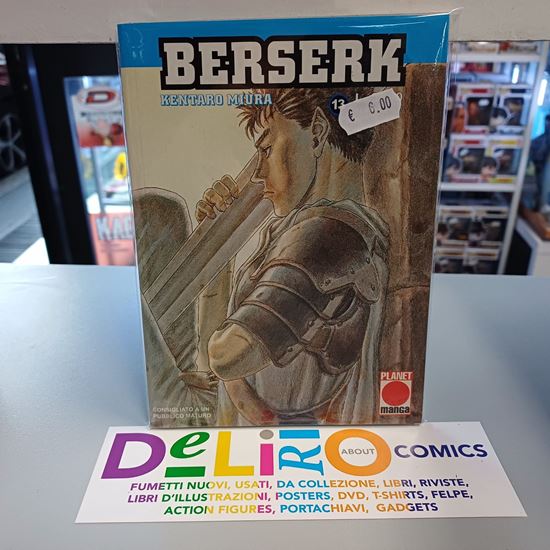 BERSERK
KENTARO MIURA
13
€ 6.00
PLANET
manga
CONSIGLIATO A UN
PUBBLICO MATURO
DeLiRiO ABOUT COMICS
FUMETTI NUOVI, USATI, DA COLLEZIONE, LIBRI, RIVISTE,
LIBRI D'ILLUSTRAZIONI, POSTERS, DVD, T-SHIRTS, FELPE,
ACTION FIGURES, PORTACHIAVI, GADGETS